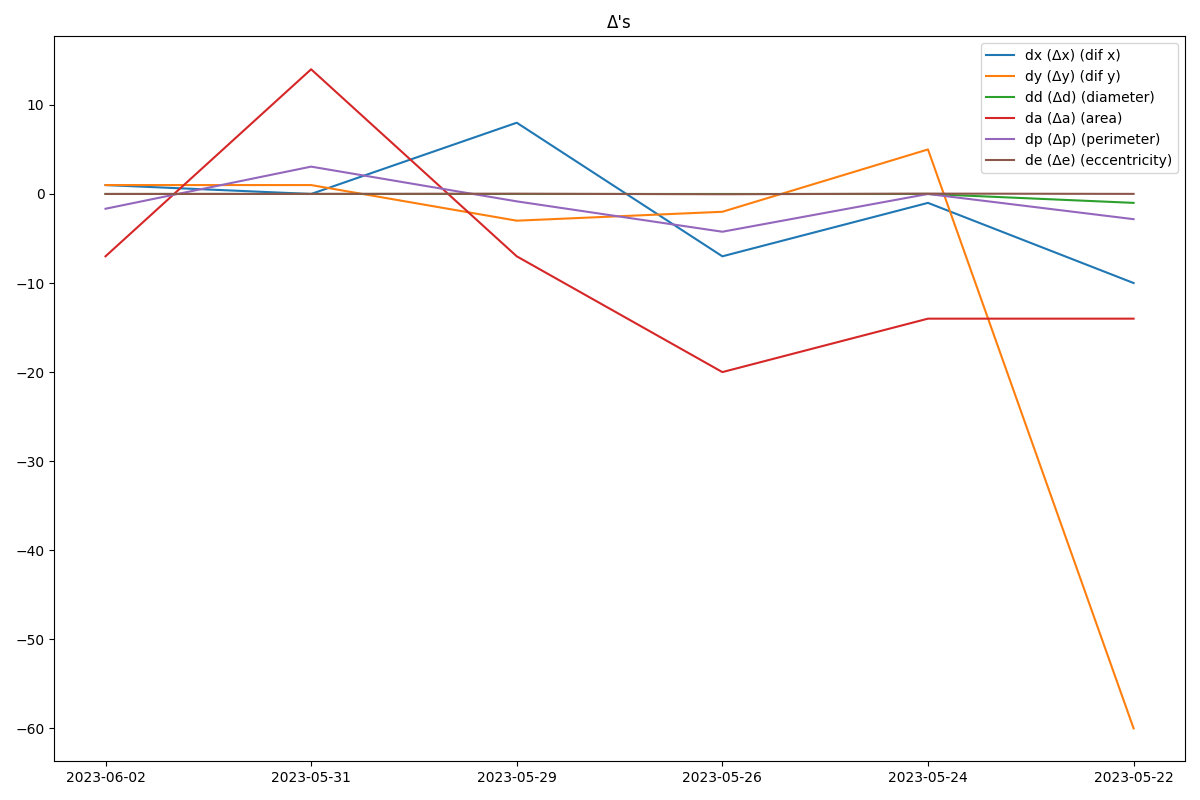 Δ's
dx (Δx) (dif x)
dy (Δy) (dif y)
dd (Δd) (diameter)
da (Δa) (area)
dp (Δp) (perimeter)
de (Δe) (eccentricity)
10
0
−10
−20
−30
−40
−50
−60
2023-06-02 2023-05-31 2023-05-29 2023-05-26 2023-05-24 2023-05-22